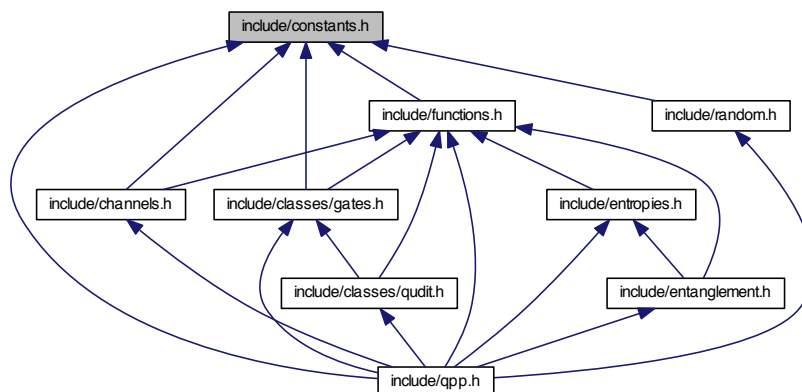 include/constants.h
include/functions.h
include/random.h
include/channels.h
include/classes/gates.h
include/entropies.h
include/classes/qudit.h
include/entanglement.h
include/qpp.h